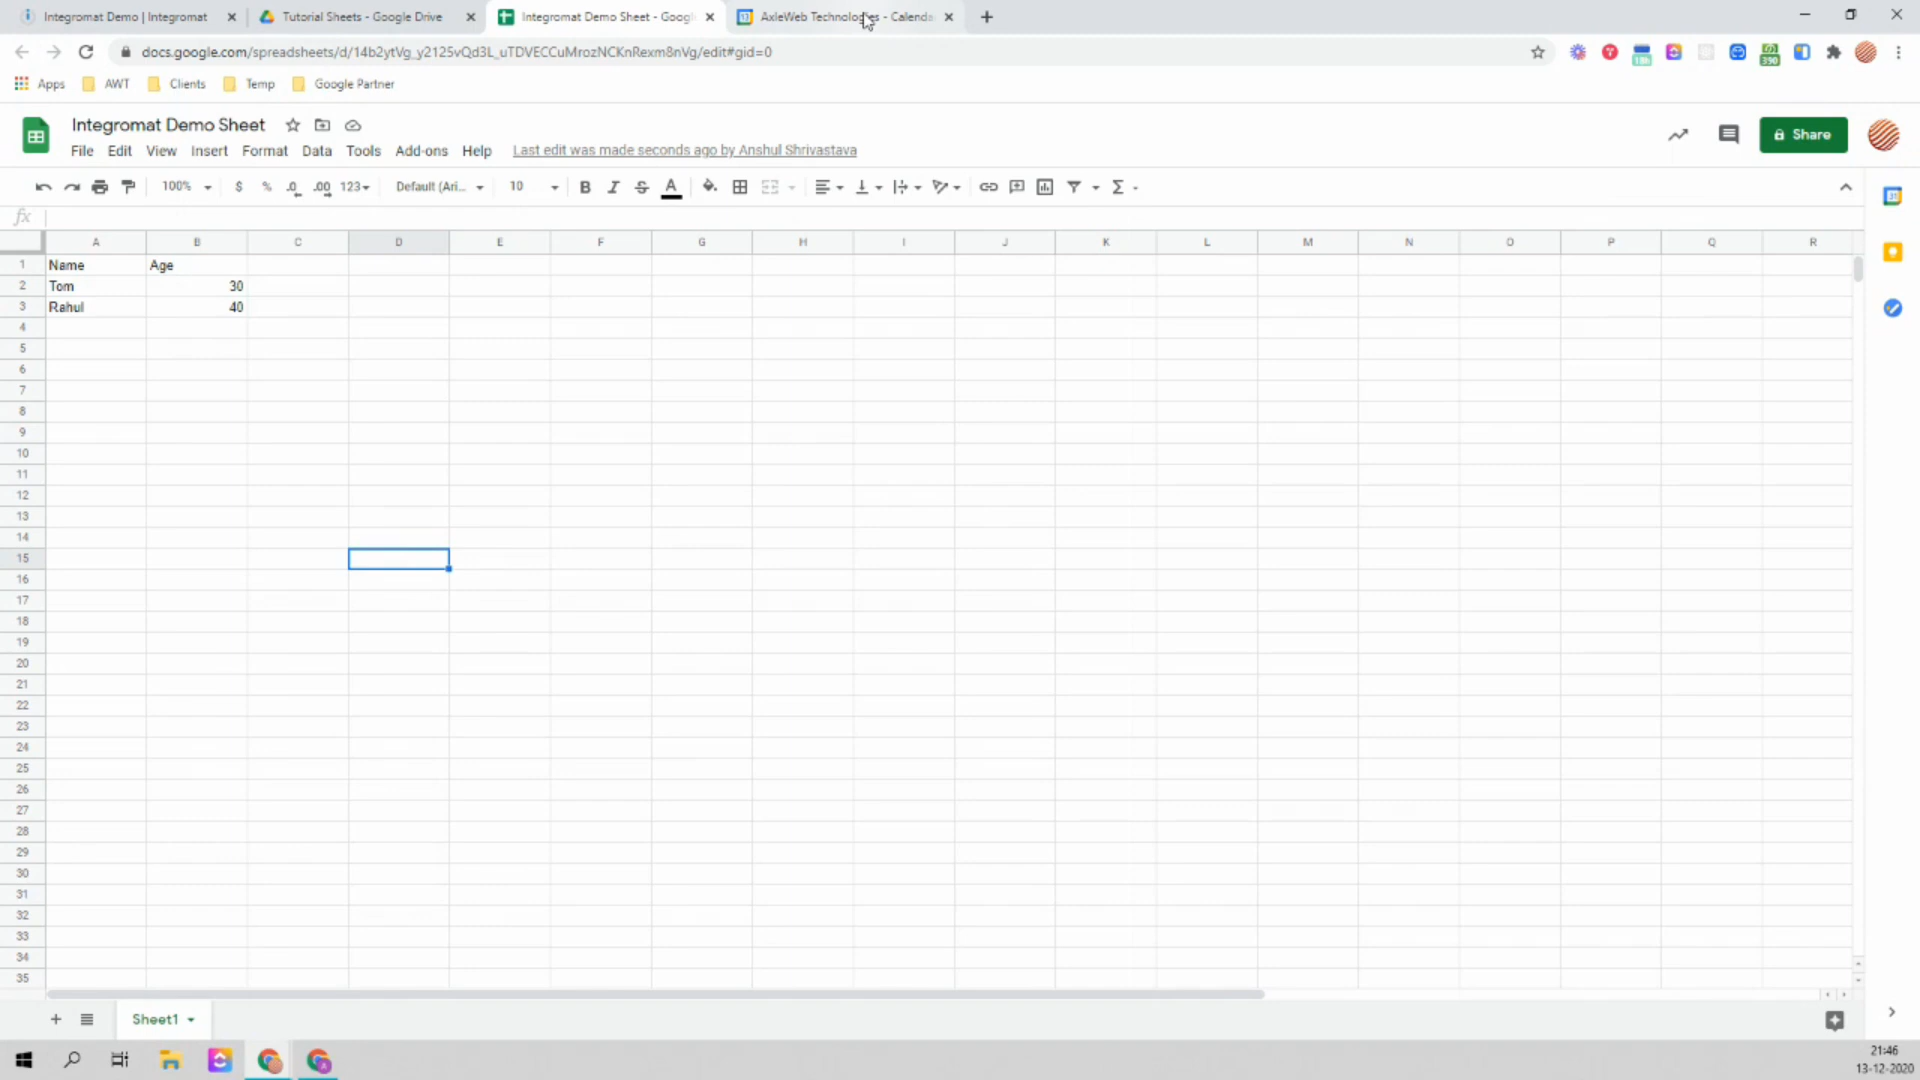 Integromat Demo | Integromat
Tutorial Sheets - Google Drive
Integromat Demo Sheet - Googl
AxleWeb Technologies - Calenda
docs.google.com/spreadsheets/d/14b2ytVg_y2125vQd3L_uTDVECCuMrozNCKnRexm8nVg/edit#gid=0
390
Apps
AWT
Clients
Temp
Google Partner
Integromat Demo Sheet
Share
File Edit View Insert Format Data Tools Add-ons Help Last edit was made seconds ago by Anshul Shrivastava
100% $ % .0 .00 123 Default (Ari... 10 B I S A Σ
fx
A B C D E F G H I J K L M N O P Q R
1 Name Age
2 Tom 30
3 Rahul 40
4
5
6
7
8
9
10
11
12
13
14
15
16
17
18
19
20
21
22
23
24
25
26
27
28
29
30
31
32
33
34
35
Sheet1
21:46
13-12-2020